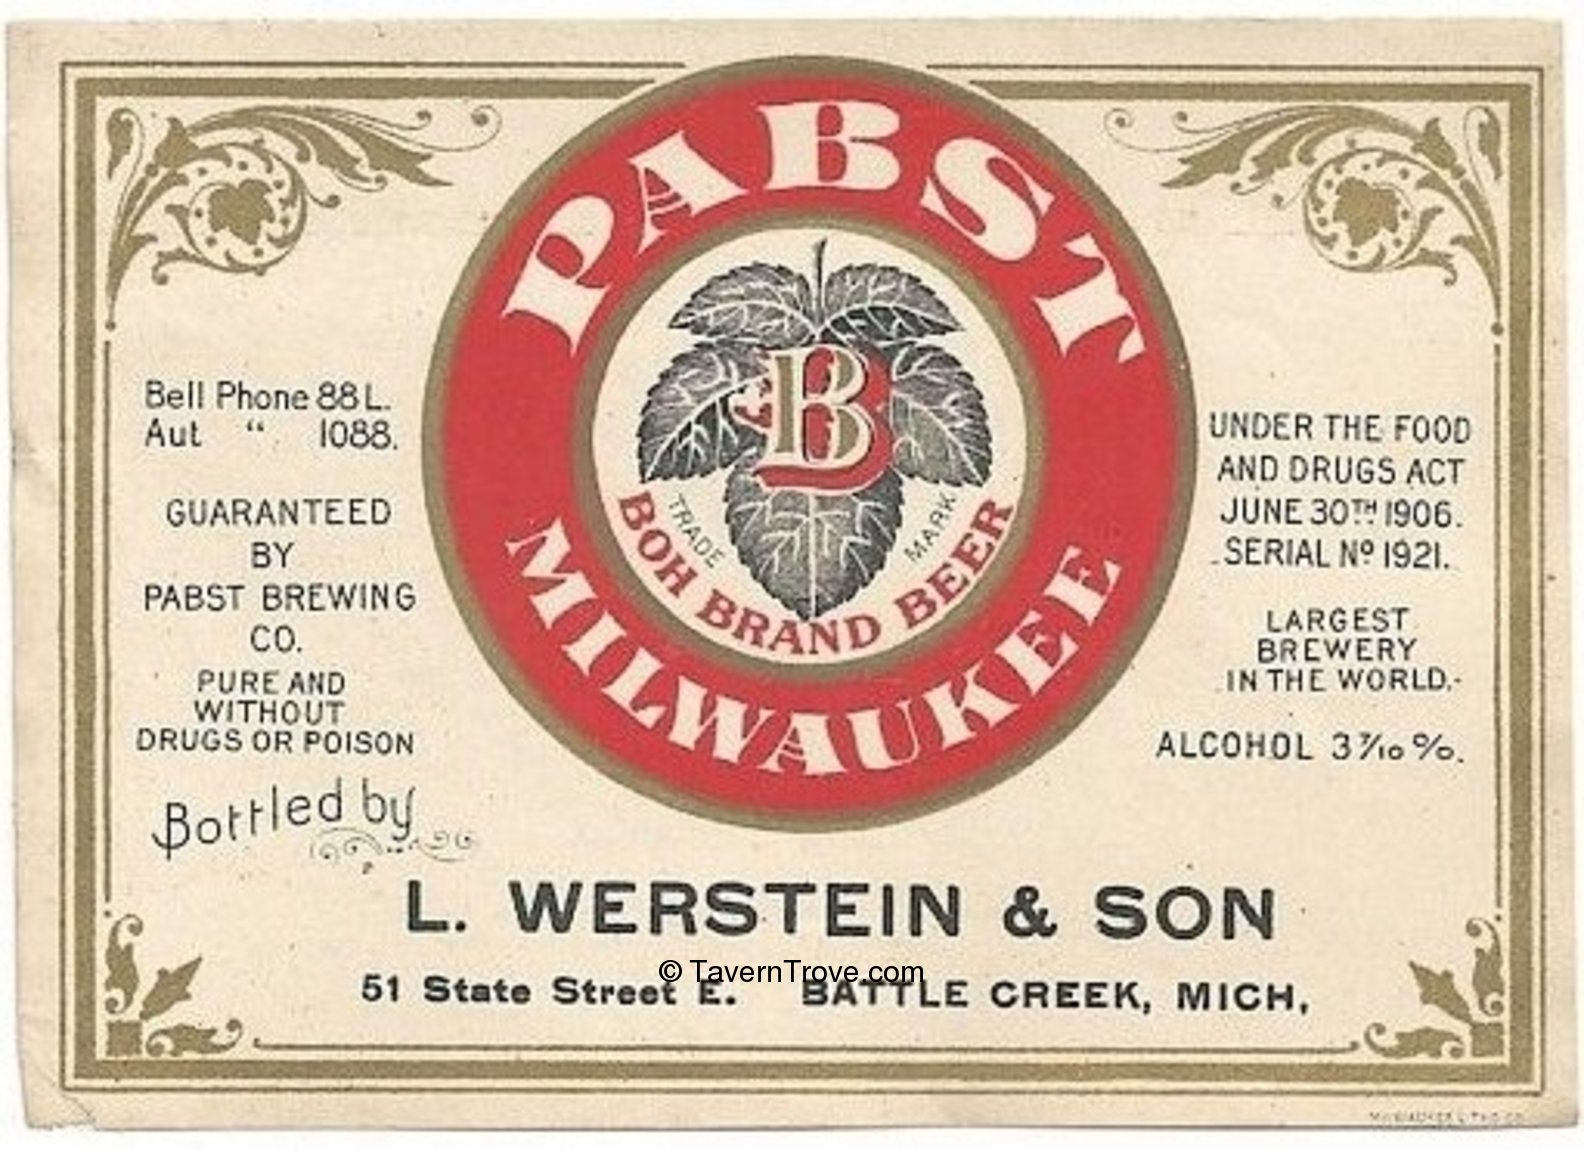 PABST
B
TRADE MARK
BOH BRAND BEER
MILWAUKEE
Bell Phone 88L.
Aut " 1088.
GUARANTEED
BY
PABST BREWING
CO.
PURE AND
WITHOUT
DRUGS OR POISON
UNDER THE FOOD
AND DRUGS ACT
JUNE 30TH 1906.
SERIAL No 1921.
LARGEST
BREWERY
IN THE WORLD.
ALCOHOL 3 7/10 %.
Bottled by
L. WERSTEIN & SON
© TavernTrove.com
51 State Street E. BATTLE CREEK, MICH,